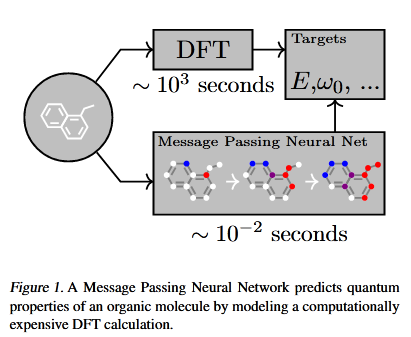 DFT
~ 10³ seconds
Targets
E,ω₀, ...
Message Passing Neural Net
~ 10⁻² seconds
Figure 1. A Message Passing Neural Network predicts quantum
properties of an organic molecule by modeling a computationally
expensive DFT calculation.